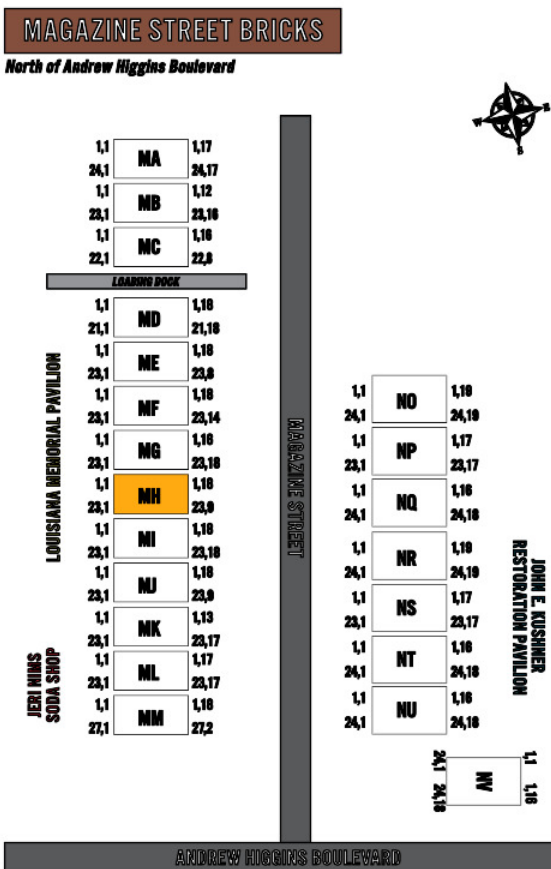 MAGAZINE STREET BRICKS
North of Andrew Higgins Boulevard
N
W
E
S
1,1 MA 1,17
24,1 24,17
1,1 MB 1,12
23,1 23,16
1,1 MC 1,16
22,1 22,8
LOADING DOCK
1,1 MD 1,18
21,1 21,18
1,1 ME 1,18
23,1 23,8
1,1 MF 1,18
23,1 23,14
1,1 MG 1,18
23,1 23,18
1,1 MH 1,18
23,1 23,9
1,1 MI 1,18
23,1 23,18
1,1 MJ 1,18
23,1 23,9
1,1 MK 1,13
23,1 23,17
1,1 ML 1,17
23,1 23,17
1,1 MM 1,18
27,1 27,2
LOUISIANA MEMORIAL PAVILION
JERI NIMS
SODA SHOP
MAGAZINE STREET
1,1 NO 1,19
24,1 24,19
1,1 NP 1,17
23,1 23,17
1,1 NQ 1,16
24,1 24,18
1,1 NR 1,19
24,1 24,19
1,1 NS 1,17
23,1 23,17
1,1 NT 1,16
24,1 24,18
1,1 NU 1,16
24,1 24,18
JOHN E. KUSHNER
RESTORATION PAVILION
1,1 NV 1,16
24,1 24,18
ANDREW HIGGINS BOULEVARD